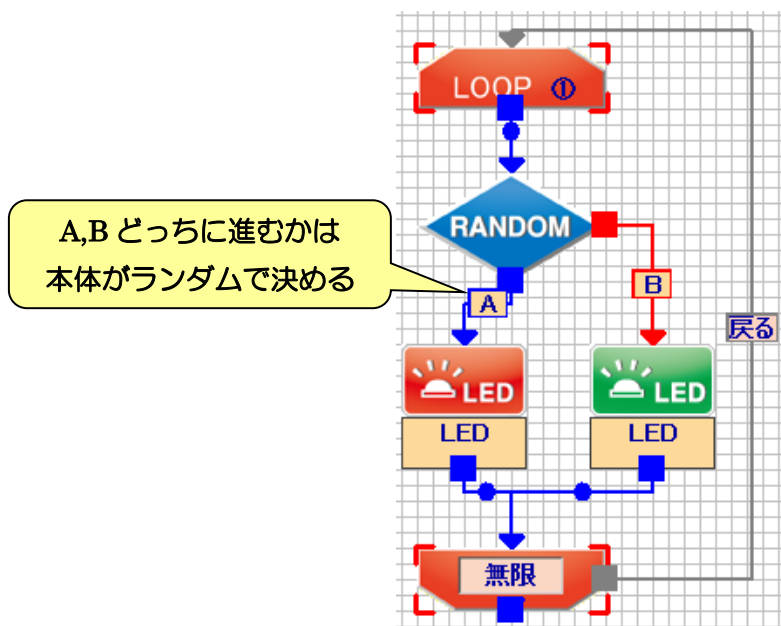 LOOP ①
RANDOM
A,B どっちに進むかは
本体がランダムで決める
A
B
戻る
LED
LED
LED
LED
無限